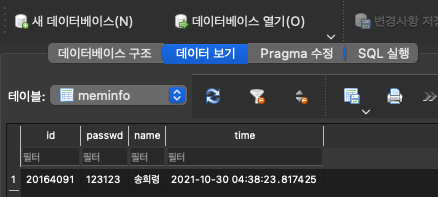 새 데이터베이스(N) 데이터베이스 열기(O) 변경사항 저
데이터베이스 구조 데이터 보기 Pragma 수정 SQL 실행
테이블: meminfo
id passwd name time
필터 필터 필터 필터
1 20164091 123123 송희령 2021-10-30 04:38:23.817425